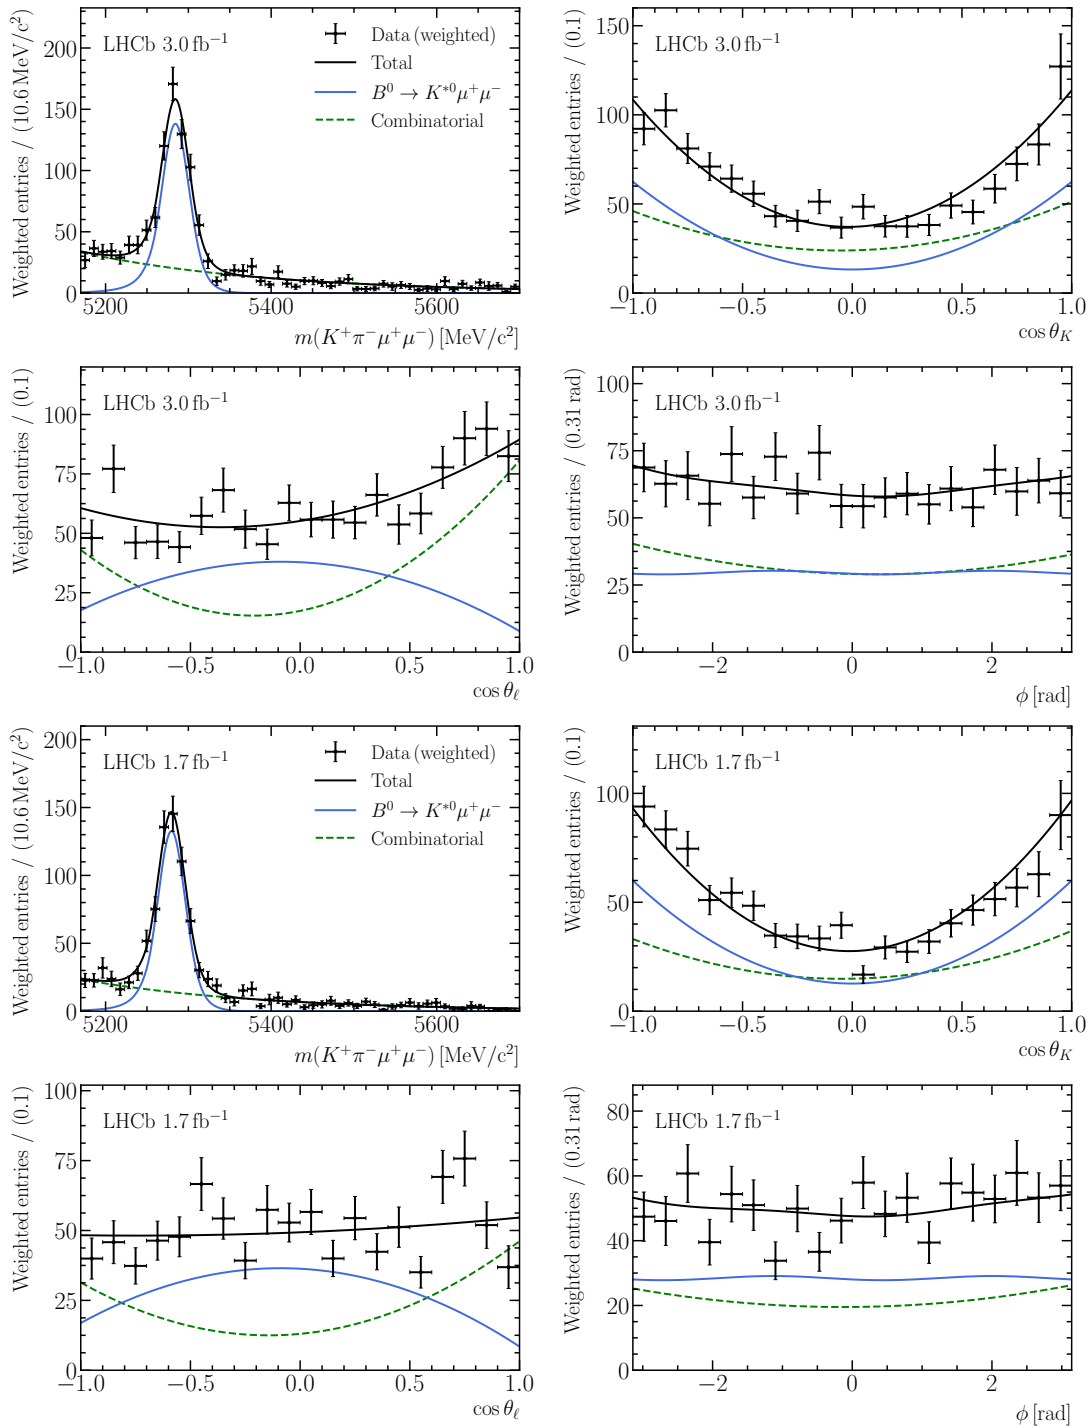 LHCb 3.0 fb⁻¹
Data (weighted)
Total
B⁰ → K*⁰μ⁺μ⁻
Combinatorial
Weighted entries / (10.6 MeV/c²)
0 50 100 150 200
5200 5400 5600
m(K⁺π⁻μ⁺μ⁻) [MeV/c²]
LHCb 3.0 fb⁻¹
Weighted entries / (0.1)
0 50 100 150
−1.0 −0.5 0.0 0.5 1.0
cos θ_K
LHCb 3.0 fb⁻¹
Weighted entries / (0.1)
0 25 50 75 100
−1.0 −0.5 0.0 0.5 1.0
cos θ_ℓ
LHCb 3.0 fb⁻¹
Weighted entries / (0.31 rad)
0 25 50 75 100
−2 0 2
ϕ [rad]
LHCb 1.7 fb⁻¹
Data (weighted)
Total
B⁰ → K*⁰μ⁺μ⁻
Combinatorial
Weighted entries / (10.6 MeV/c²)
0 50 100 150 200
5200 5400 5600
m(K⁺π⁻μ⁺μ⁻) [MeV/c²]
LHCb 1.7 fb⁻¹
Weighted entries / (0.1)
0 50 100
−1.0 −0.5 0.0 0.5 1.0
cos θ_K
LHCb 1.7 fb⁻¹
Weighted entries / (0.1)
0 25 50 75 100
−1.0 −0.5 0.0 0.5 1.0
cos θ_ℓ
LHCb 1.7 fb⁻¹
Weighted entries / (0.31 rad)
0 20 40 60 80
−2 0 2
ϕ [rad]